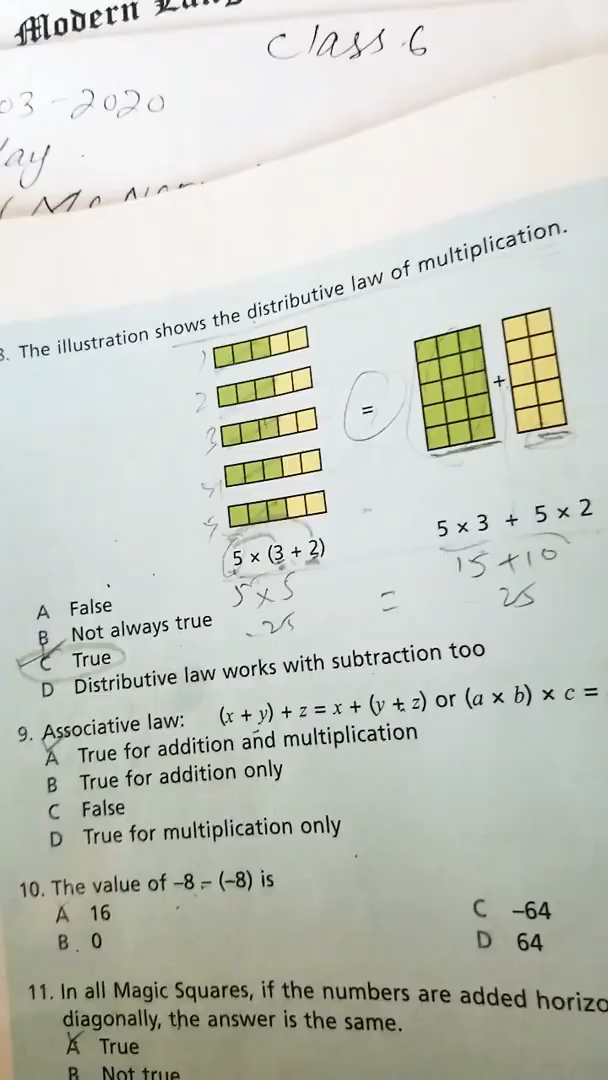 Modern
Class 6
03-2020
8. The illustration shows the distributive law of multiplication.
1
2
3
=
+
5 × (3 + 2)
5 × 3 + 5 × 2
5×5
=
15+10
25
25
A False
B Not always true
C True
D Distributive law works with subtraction too
9. Associative law: (x + y) + z = x + (y + z) or (a × b) × c =
A True for addition and multiplication
B True for addition only
C False
D True for multiplication only
10. The value of –8 – (–8) is
A 16
B 0
C –64
D 64
11. In all Magic Squares, if the numbers are added horizo
diagonally, the answer is the same.
A True
B Not true